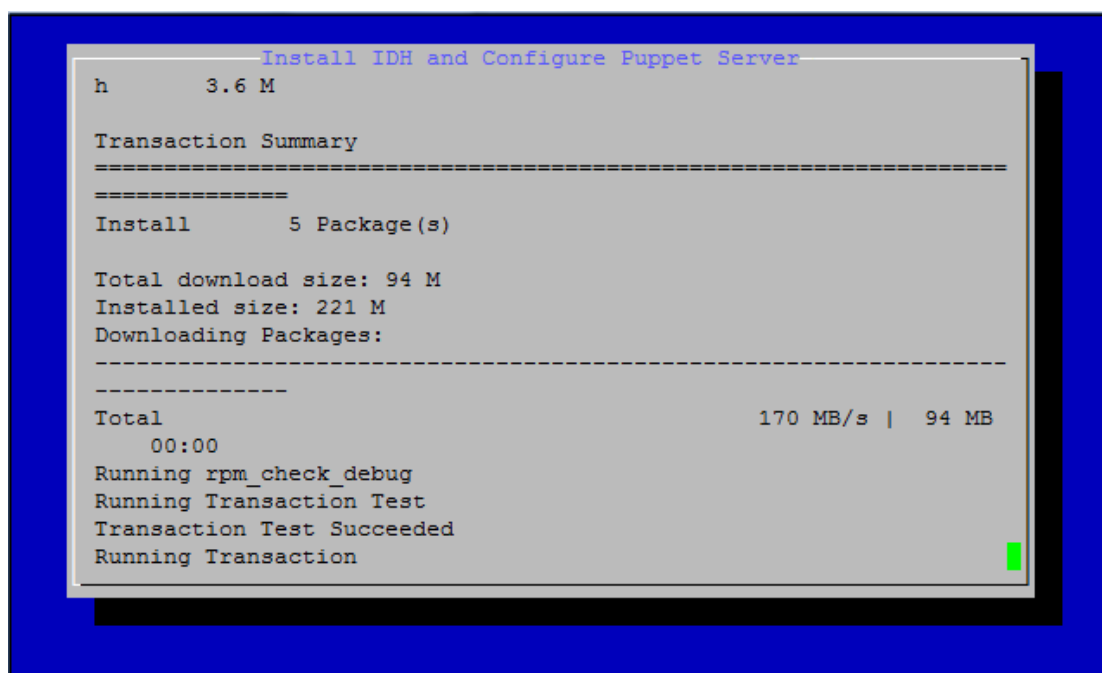 Install IDH and Configure Puppet Server
h       3.6 M
Transaction Summary
==================================================================
==============
Install       5 Package(s)
Total download size: 94 M
Installed size: 221 M
Downloading Packages:
------------------------------------------------------------------
--------------
Total                                           170 MB/s |  94 MB
    00:00
Running rpm_check_debug
Running Transaction Test
Transaction Test Succeeded
Running Transaction